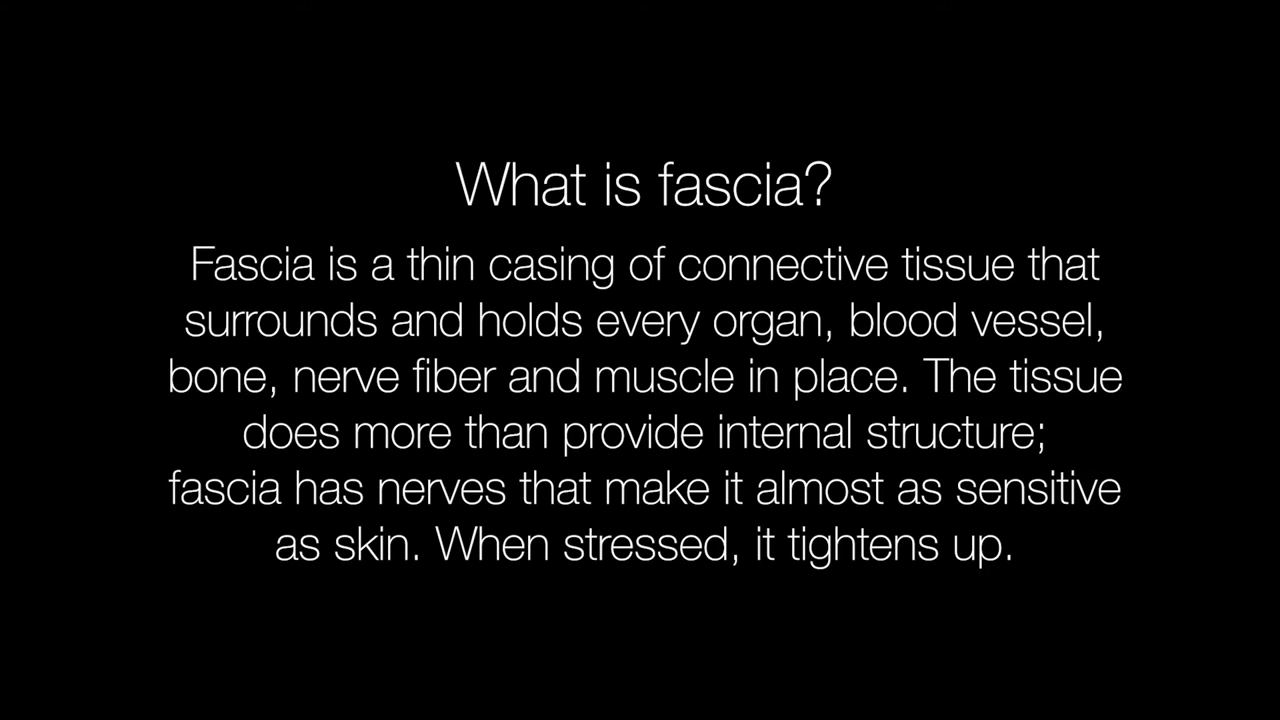 What is fascia?
Fascia is a thin casing of connective tissue that
surrounds and holds every organ, blood vessel,
bone, nerve fiber and muscle in place. The tissue
does more than provide internal structure;
fascia has nerves that make it almost as sensitive
as skin. When stressed, it tightens up.